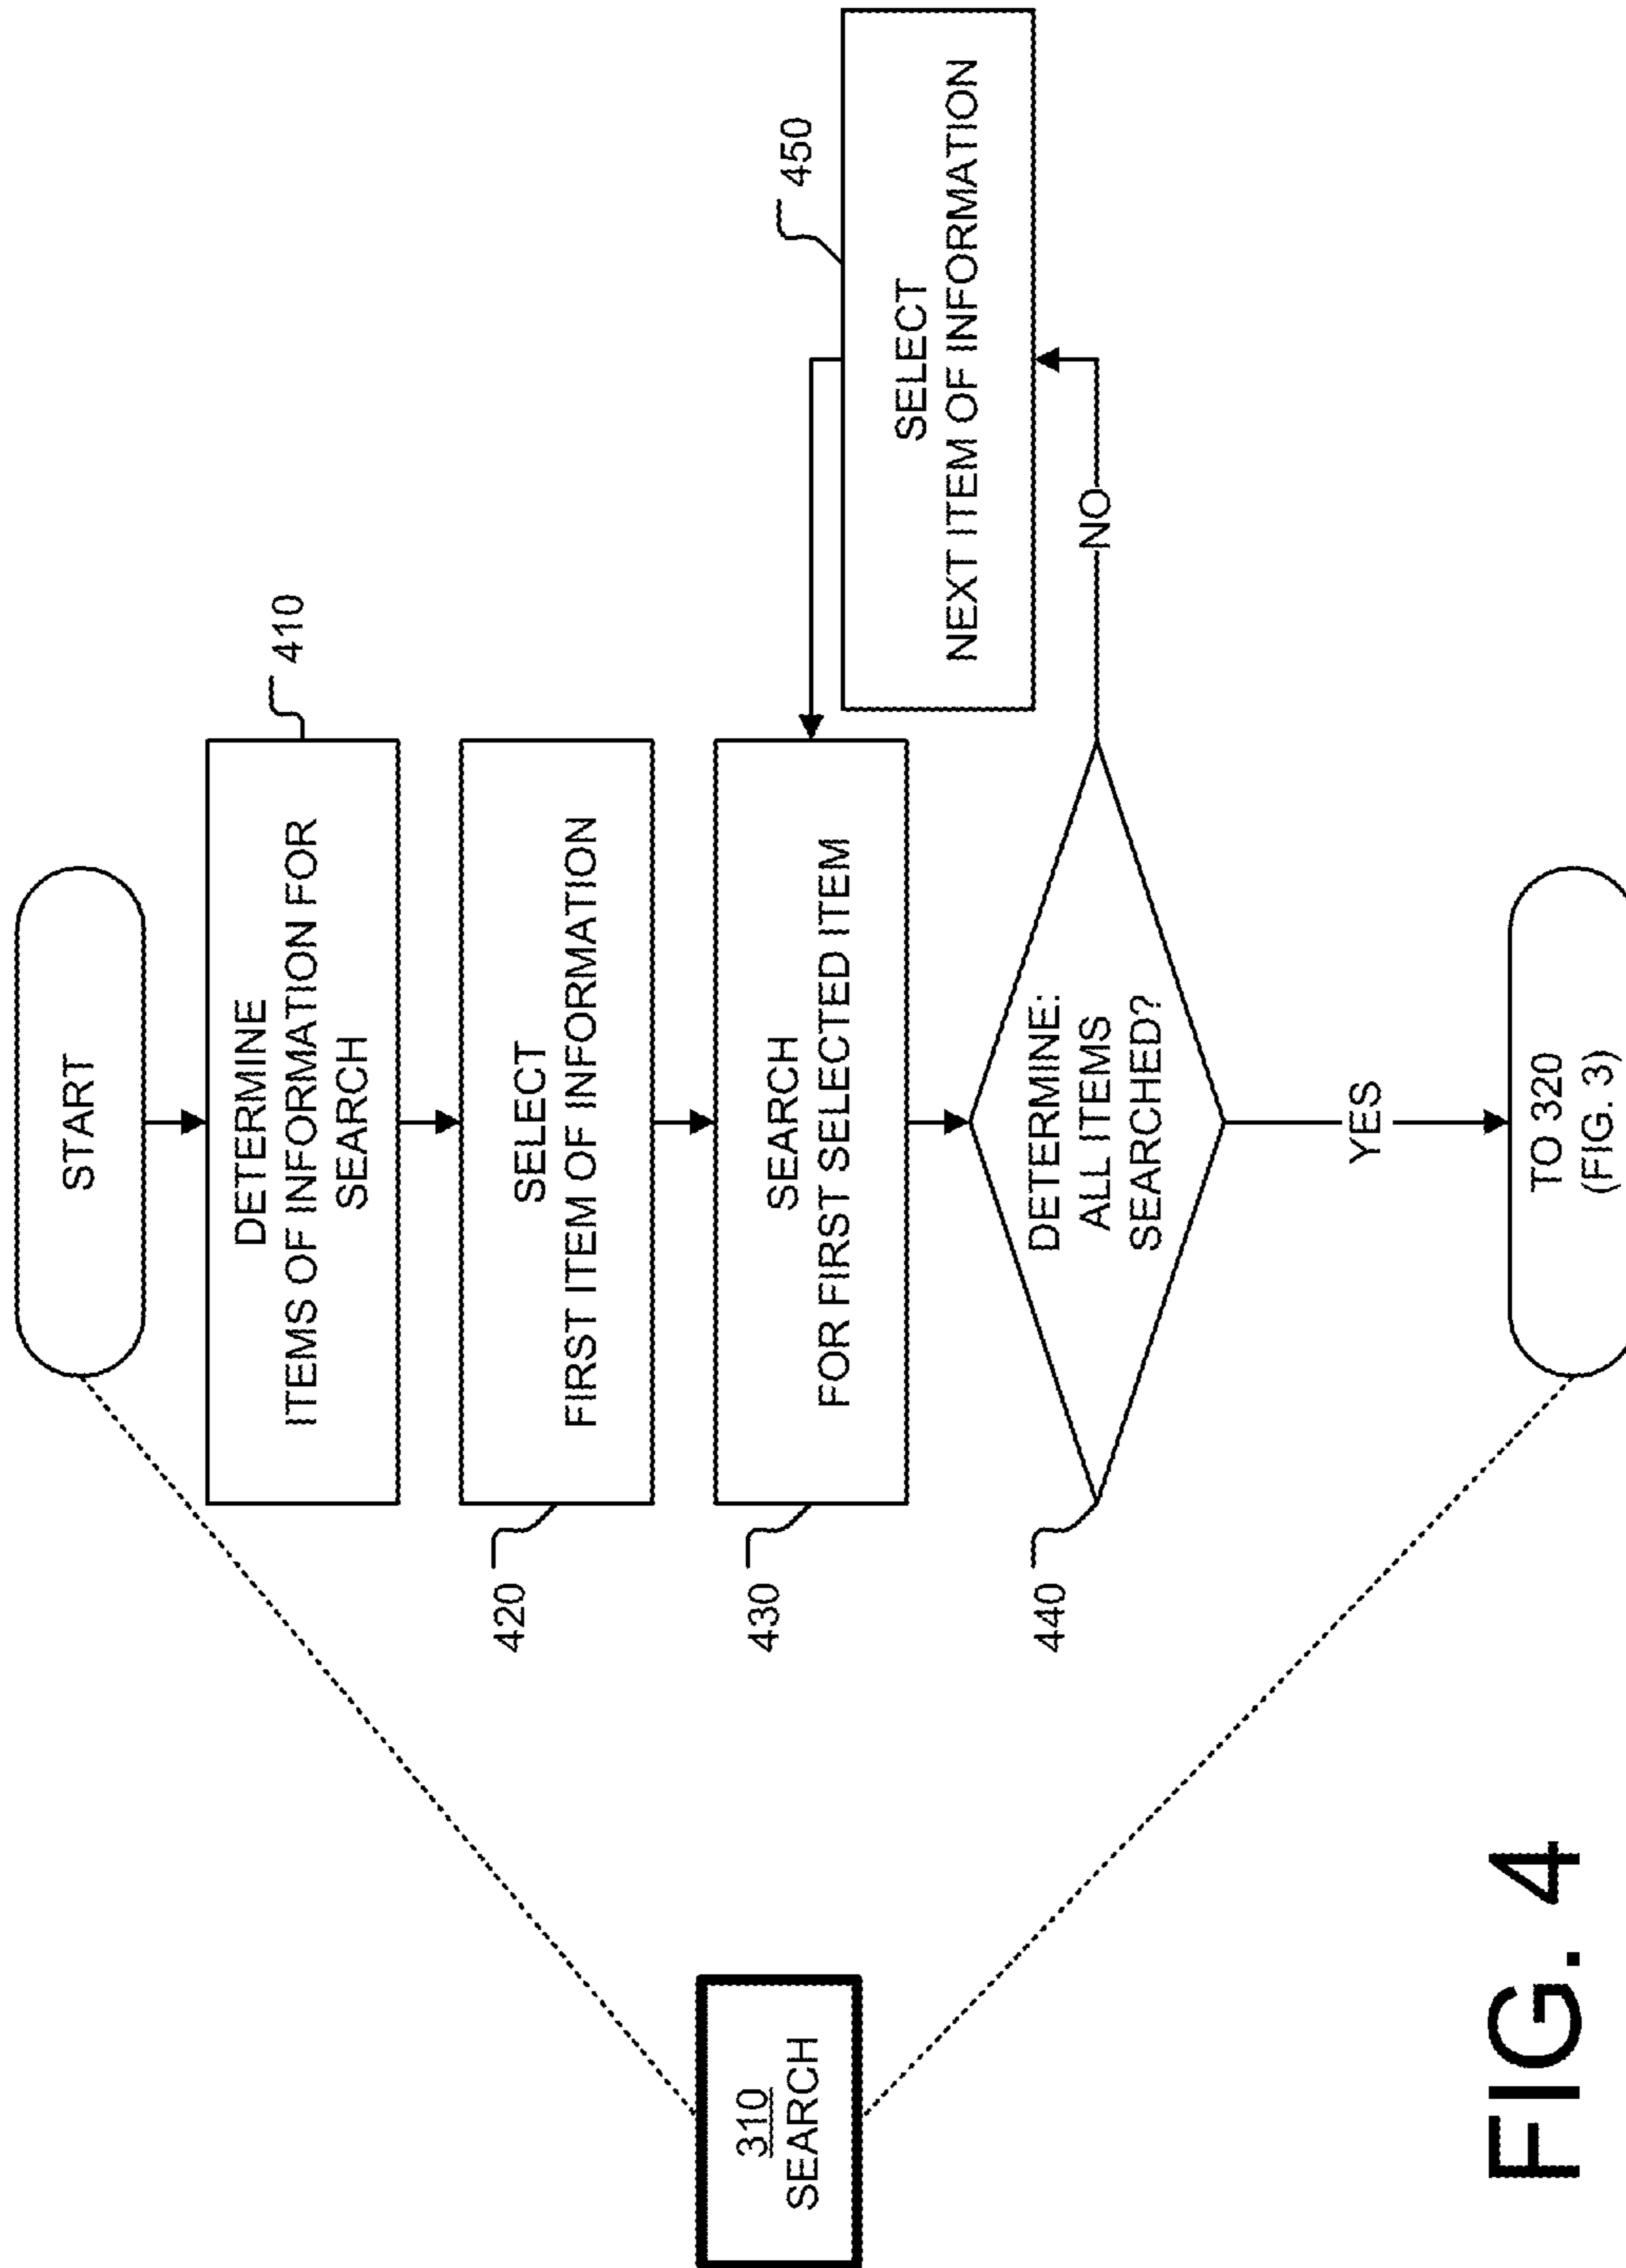 START
410
DETERMINE
ITEMS OF INFORMATION FOR
SEARCH
420
SELECT
FIRST ITEM OF INFORMATION
310
SEARCH
430
SEARCH
FOR FIRST SELECTED ITEM
450
SELECT
NEXT ITEM OF INFORMATION
440
DETERMINE:
ALL ITEMS
SEARCHED?
NO
YES
TO 320
(FIG. 3)
FIG. 4